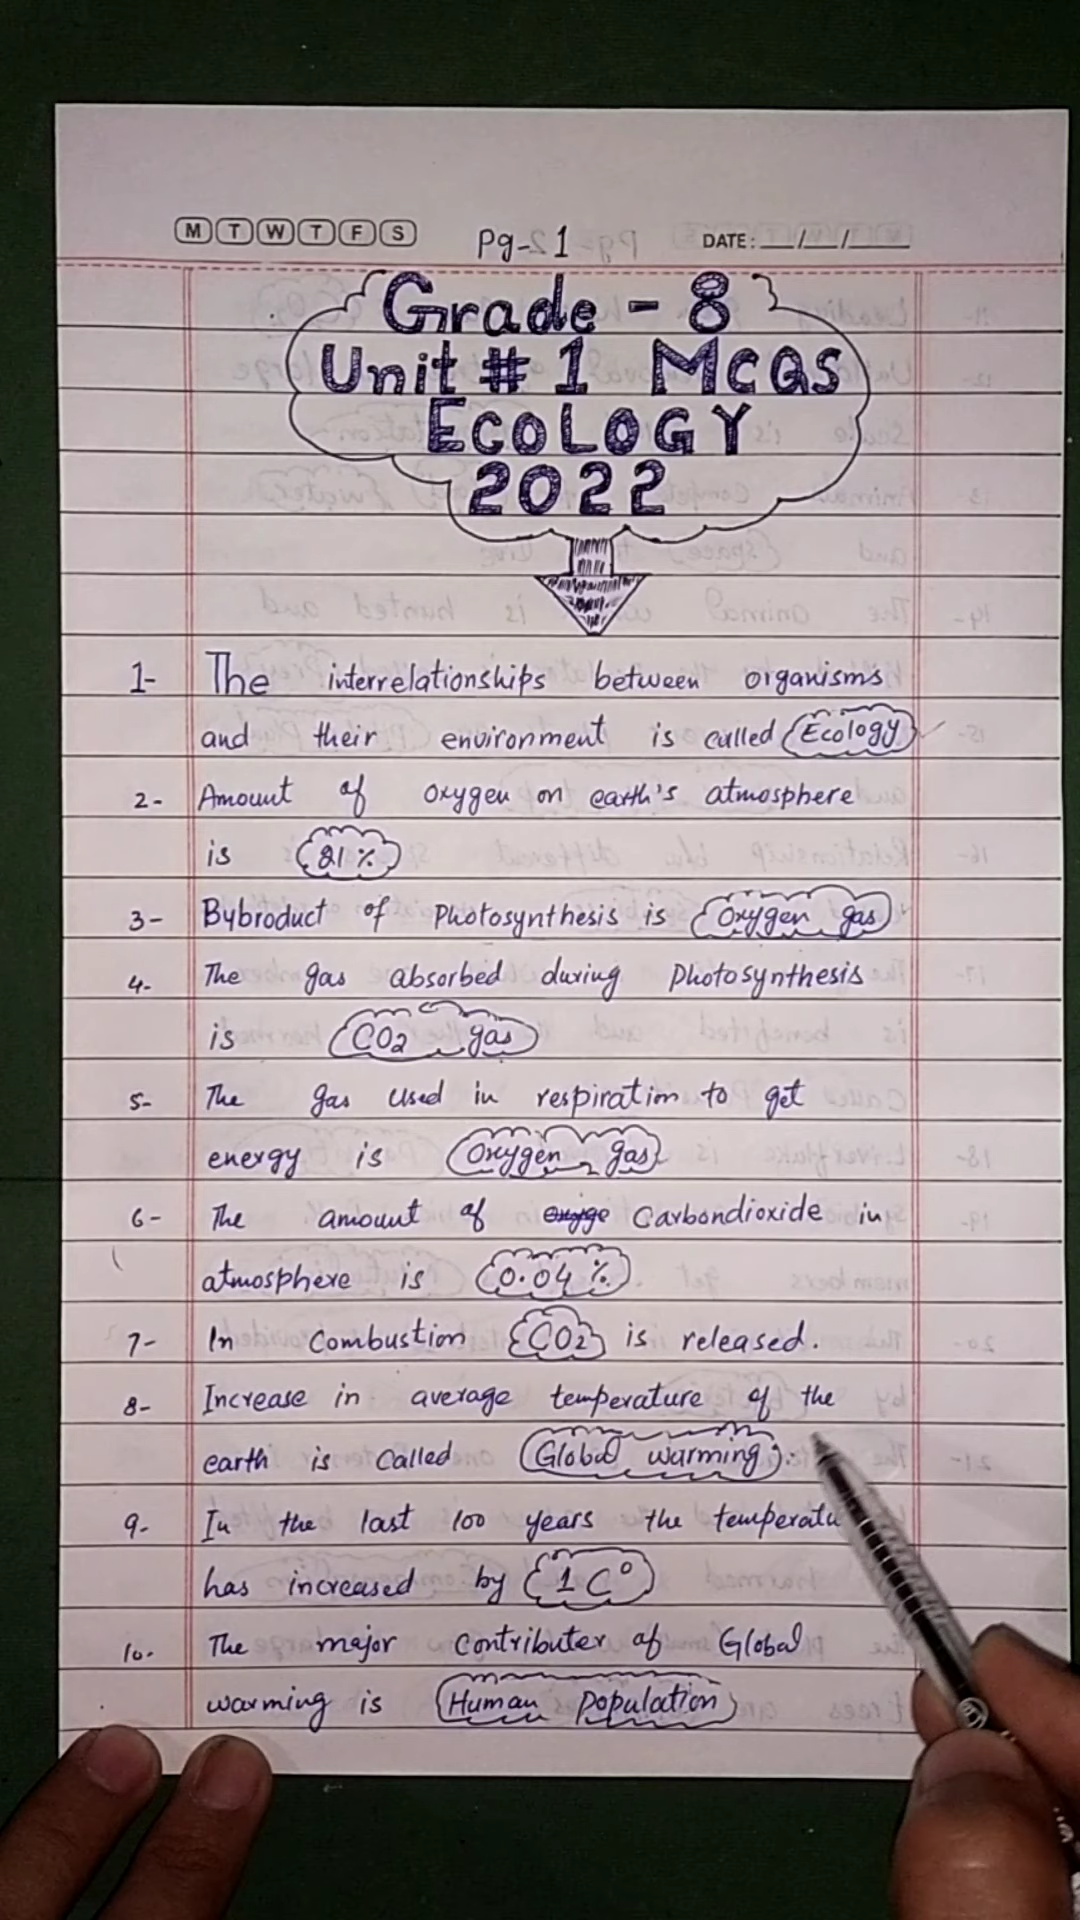 M T W T F S
Pg-1
DATE: __/__/____
Grade - 8
Unit # 1 McQs
EcoLoGY
2022
1- The interrelationships between organisms
and their environment is called Ecology
2- Amount of oxygen on earth's atmosphere
is 21%
3- Bybroduct of Photosynthesis is Oxygen gas
4- The gas absorbed during Photosynthesis
is CO2 gas
5- The gas used in respiration to get
energy is Oxygen gas
6- The amount of Carbondioxide in
atmosphere is 0.04%
7- In Combustion CO2 is released.
8- Increase in average temperature of the
earth is Called Global warming.
9- In the last 100 years the temperatu
has increased by 1 C°
10- The major Contributer of Global
warming is Human Population